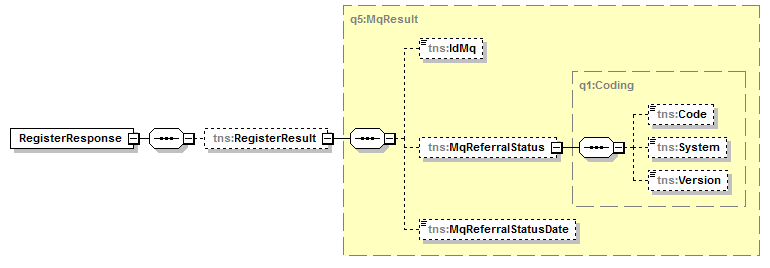 q5:MqResult
tns:IdMq
q1:Coding
tns:Code
RegisterResponse
tns:RegisterResult
tns:MqReferralStatus
tns:System
tns:Version
tns:MqReferralStatusDate